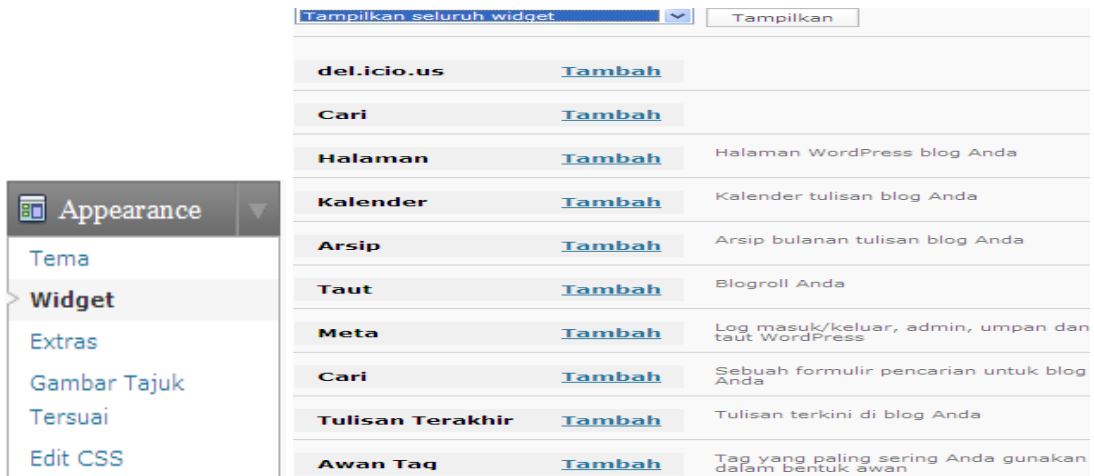 Appearance
Tema
Widget
Extras
Gambar Tajuk
Tersuai
Edit CSS
Tampilkan seluruh widget Tampilkan
del.icio.us Tambah
Cari Tambah
Halaman Tambah Halaman WordPress blog Anda
Kalender Tambah Kalender tulisan blog Anda
Arsip Tambah Arsip bulanan tulisan blog Anda
Taut Tambah Blogroll Anda
Meta Tambah Log masuk/keluar, admin, umpan dan
taut WordPress
Cari Tambah Sebuah formulir pencarian untuk blog
Anda
Tulisan Terakhir Tambah Tulisan terkini di blog Anda
Awan Tag Tambah Tag yang paling sering Anda gunakan
dalam bentuk awan